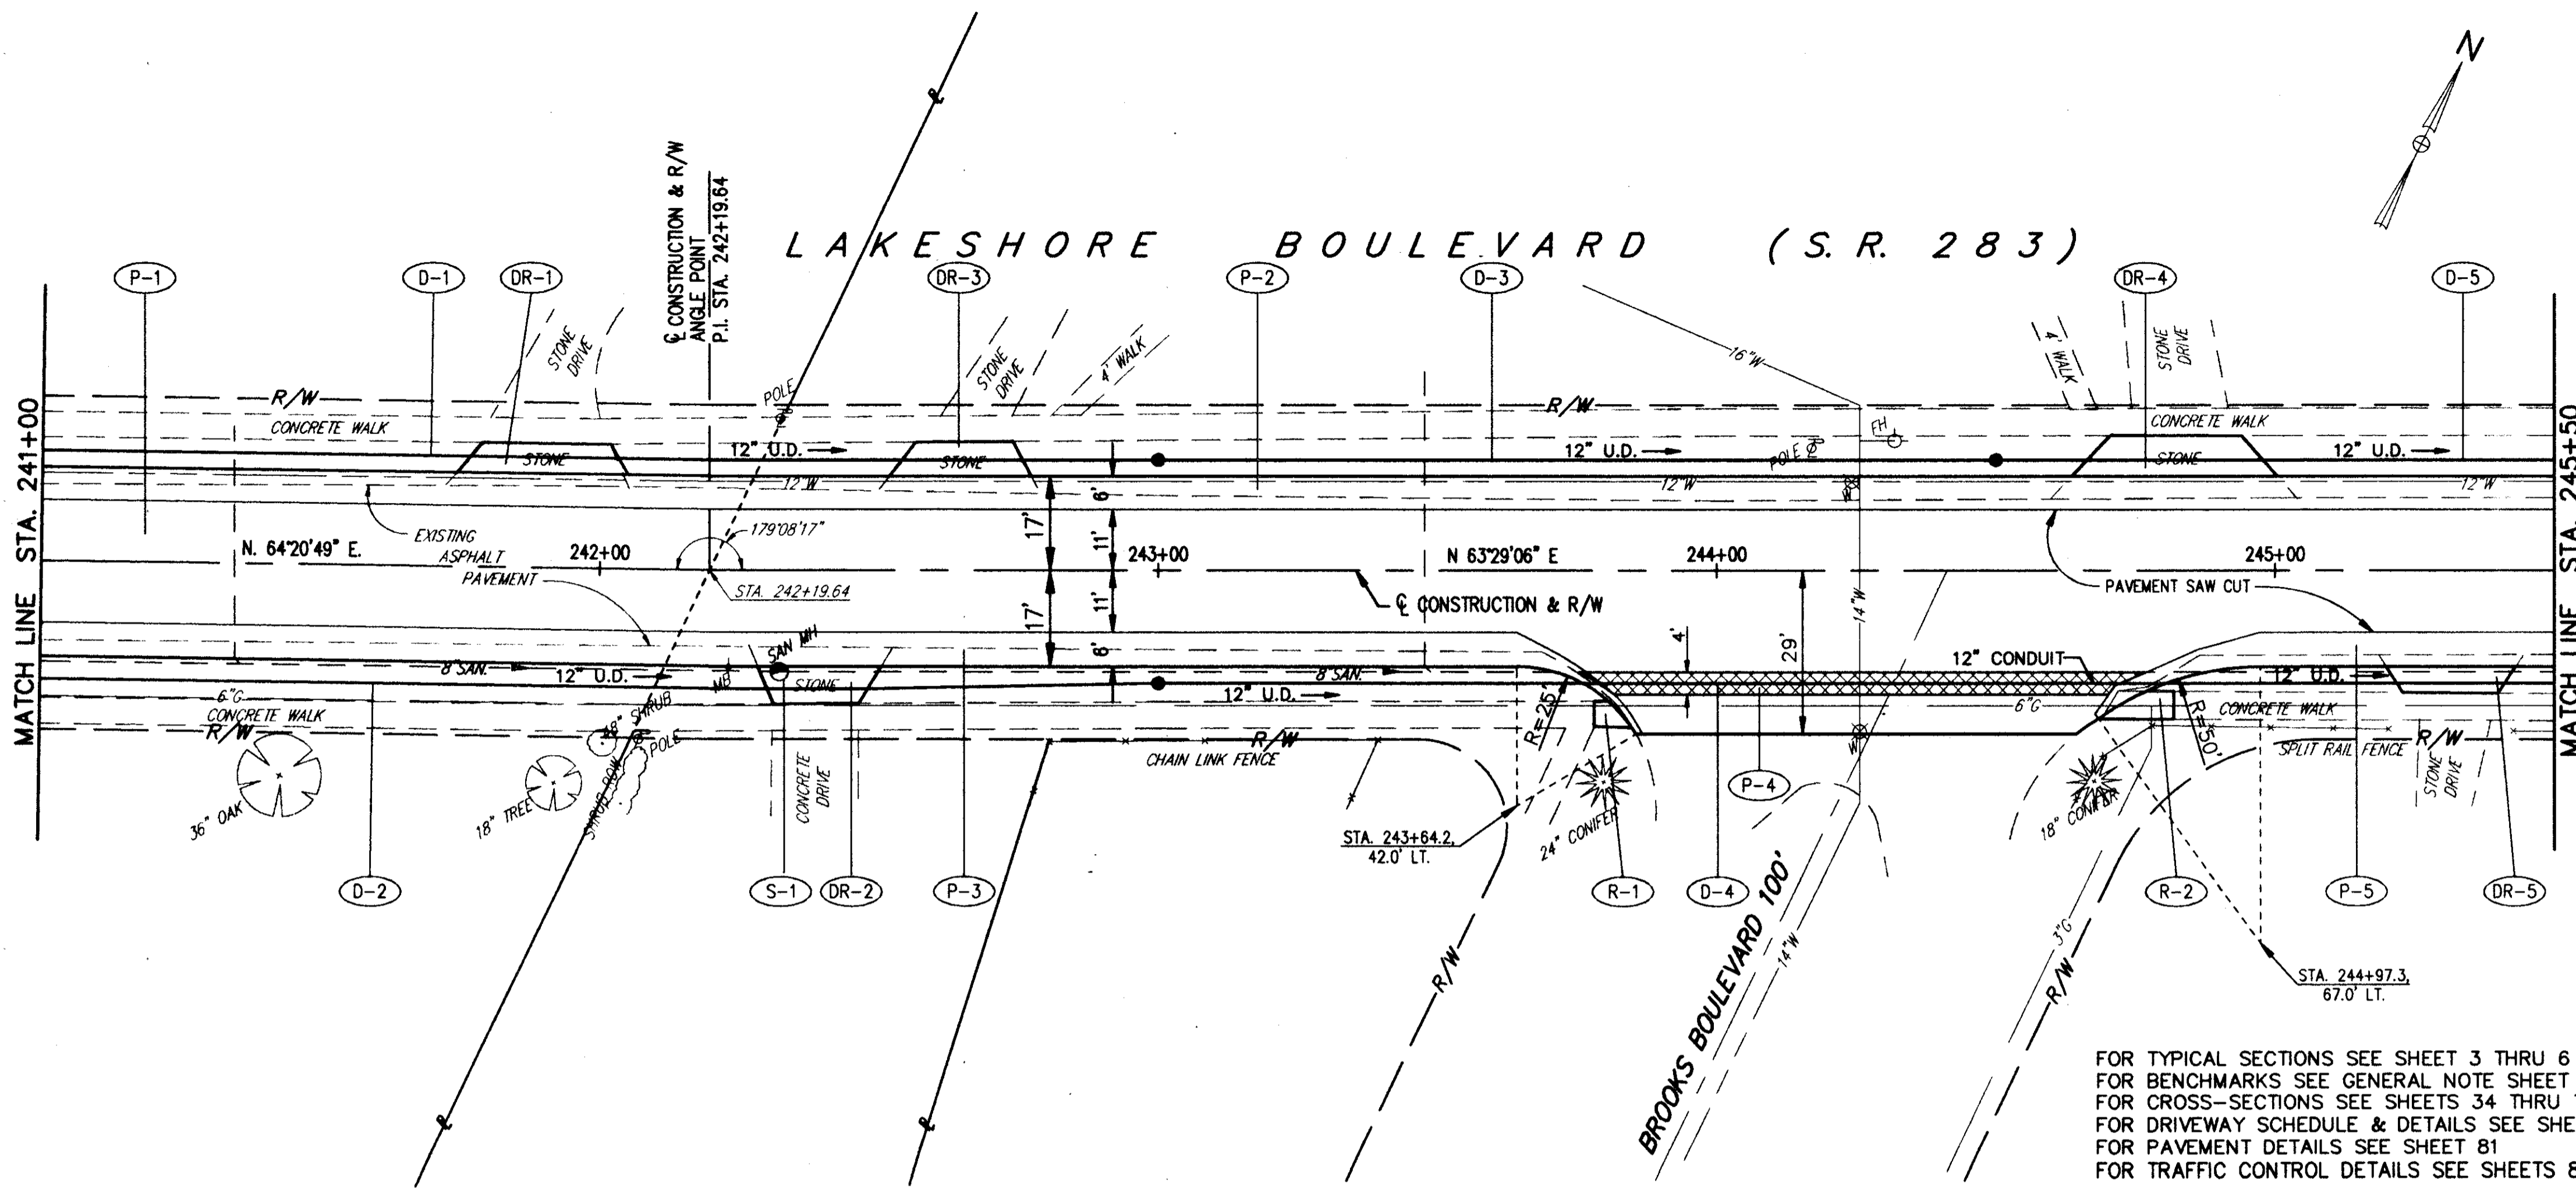 N
LAKESHORE BOULEVARD (S.R. 283)
℄ CONSTRUCTION & R/W
ANGLE POINT
P.I. STA. 242+19.64
P-1
D-1
DR-1
DR-3
P-2
D-3
DR-4
D-5
STONE
DRIVE
STONE
DRIVE
4' WALK
4' WALK
STONE
DRIVE
16"W
POLE
R/W
R/W
CONCRETE WALK
CONCRETE WALK
MATCH LINE STA. 241+00
MATCH LINE STA. 245+50
STONE
12" U.D.
STONE
12" U.D.
POLE
FH
STONE
12" U.D.
12"W
12"W
W
12"W
6'
17'
11'
179°08'17"
EXISTING
ASPHALT
PAVEMENT
N. 64°20'49" E.
242+00
243+00
N 63°29'06" E
244+00
245+00
STA. 242+19.64
℄ CONSTRUCTION & R/W
PAVEMENT SAW CUT
17'
11'
6'
14"W
29'
4'
12" CONDUIT
8" SAN.
12" U.D.
SAN MH
MB
STONE
8" SAN.
12" U.D.
12" U.D.
R=25'
6"G
6"G
CONCRETE WALK
R/W
CONCRETE WALK
R=50'
48" SHRUB
POLE
SHRUB ROW
CONCRETE
DRIVE
R/W
CHAIN LINK FENCE
W
SPLIT RAIL FENCE
R/W
STONE
DRIVE
36" OAK
18" TREE
24" CONIFER
18" CONIFER
P-4
STA. 243+64.2,
42.0' LT.
D-2
S-1
DR-2
P-3
R-1
D-4
R-2
P-5
DR-5
BROOKS BOULEVARD 100'
14"W
3"G
R/W
R/W
STA. 244+97.3,
67.0' LT.
FOR TYPICAL SECTIONS SEE SHEET 3 THRU 6
FOR BENCHMARKS SEE GENERAL NOTE SHEET
FOR CROSS-SECTIONS SEE SHEETS 34 THRU
FOR DRIVEWAY SCHEDULE & DETAILS SEE
FOR PAVEMENT DETAILS SEE SHEET 81
FOR TRAFFIC CONTROL DETAILS SEE SHEETS